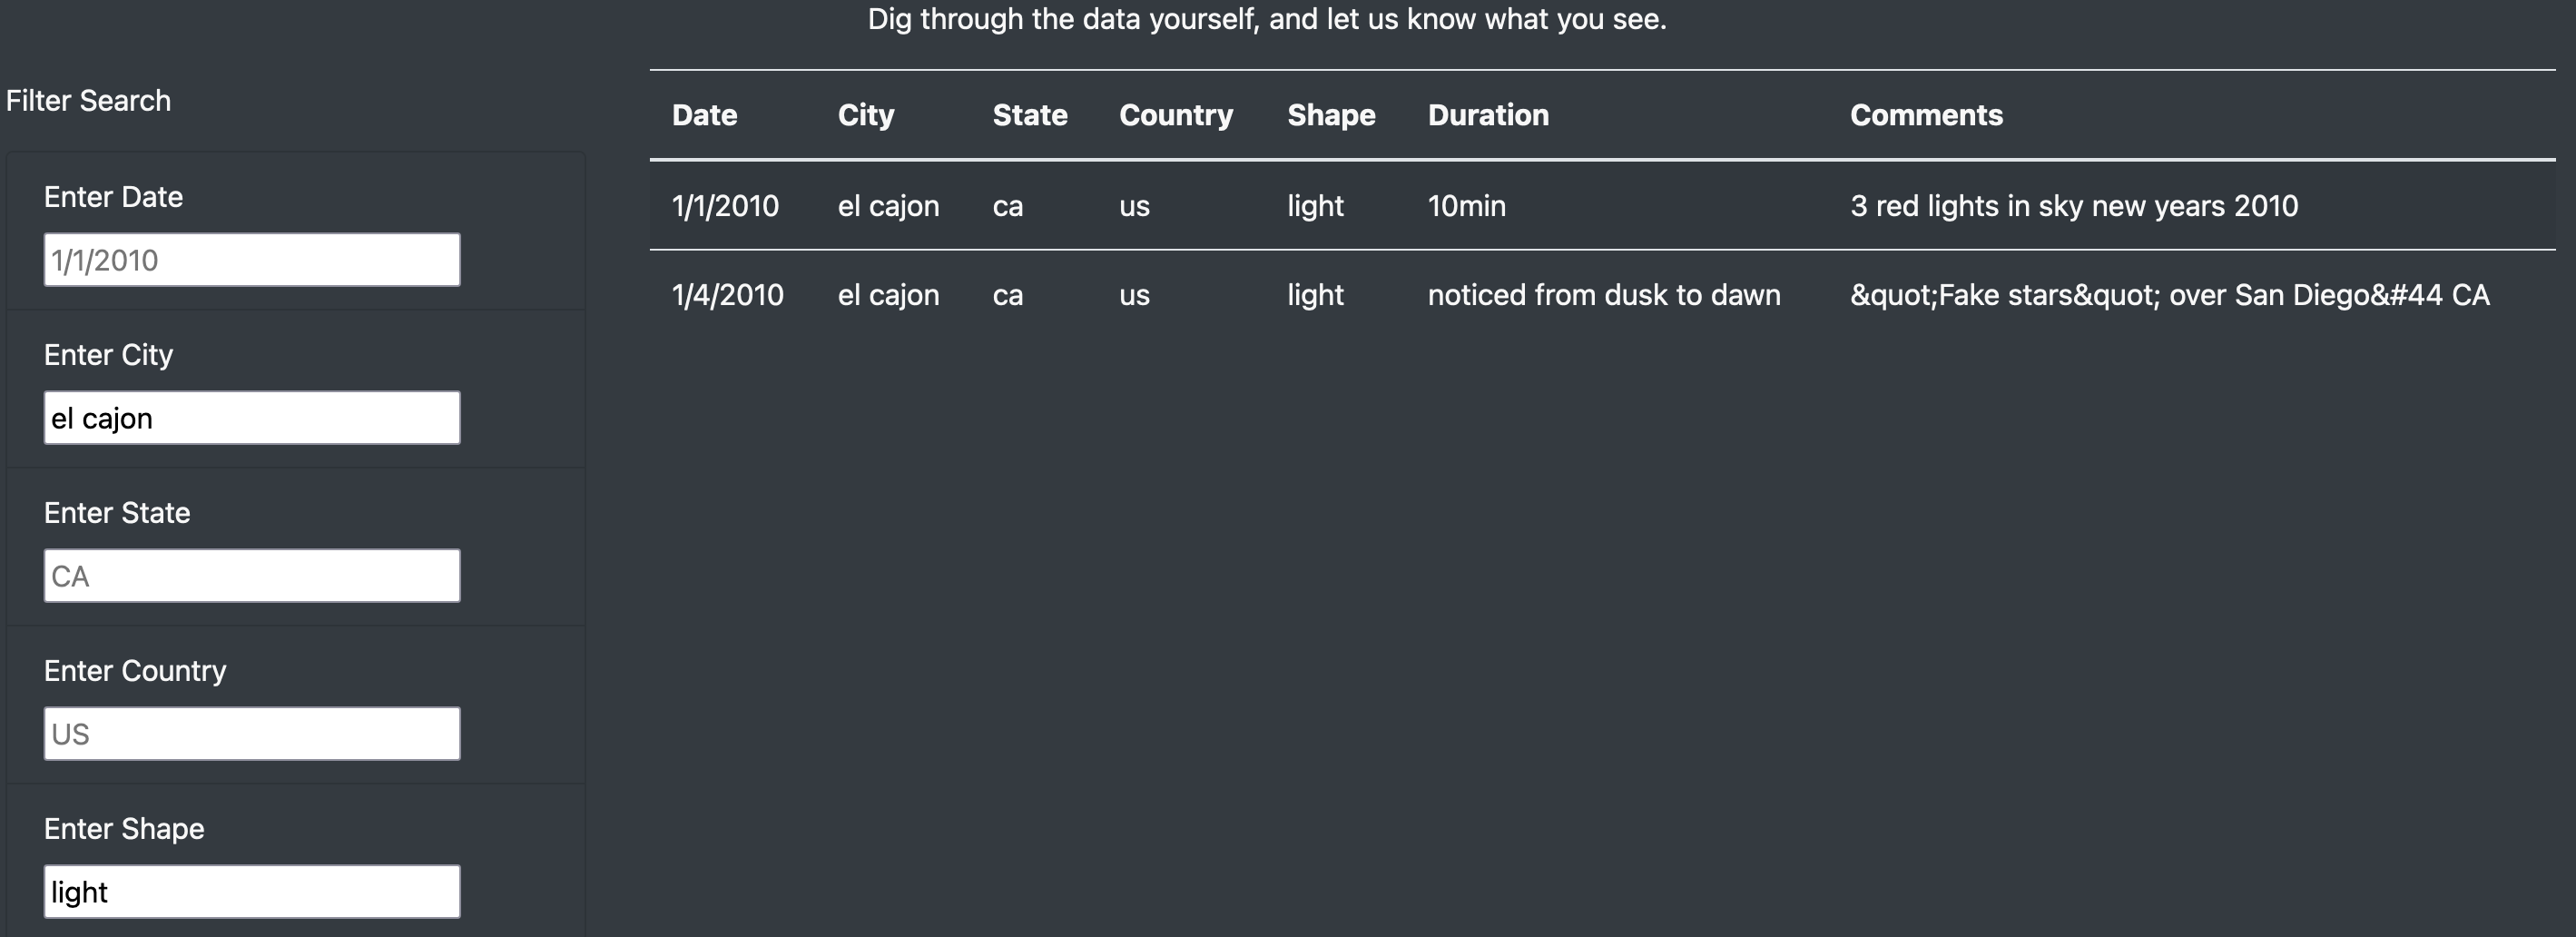 Dig through the data yourself, and let us know what you see.
Filter Search
Enter Date
1/1/2010
Enter City
el cajon
Enter State
CA
Enter Country
US
Enter Shape
light
Date City State Country Shape Duration Comments
1/1/2010 el cajon ca us light 10min 3 red lights in sky new years 2010
1/4/2010 el cajon ca us light noticed from dusk to dawn &quot;Fake stars&quot; over San Diego&#44 CA